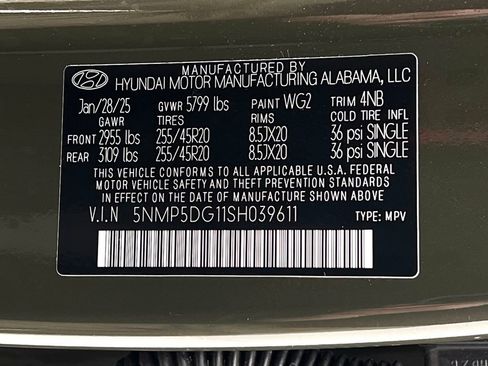 MANUFACTURED BY
HYUNDAI MOTOR MANUFACTURING ALABAMA, LLC
Jan/28/25 GVWR 5799 lbs PAINT WG2 TRIM 4NB
GAWR TIRES RIMS COLD TIRE INFL
FRONT 2955 lbs 255/45R20 8.5JX20 36 psi SINGLE
REAR 3109 lbs 255/45R20 8.5JX20 36 psi SINGLE
THIS VEHICLE CONFORMS TO ALL APPLICABLE U.S.A. FEDERAL
MOTOR VEHICLE SAFETY AND THEFT PREVENTION STANDARDS
IN EFFECT ON THE DATE OF MANUFACTURE SHOWN ABOVE.
V.I.N 5NMP5DG11SH039611 TYPE: MPV